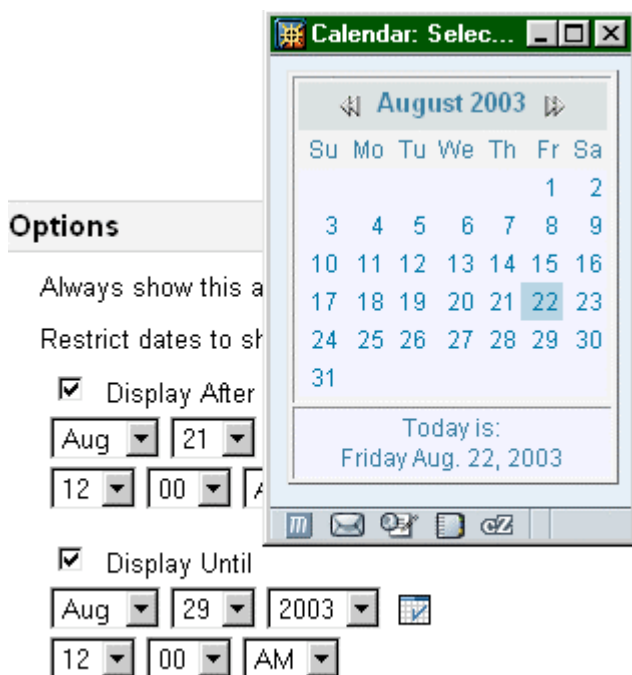 Calendar: Selec...
August 2003
Su Mo Tu We Th Fr Sa
1 2
3 4 5 6 7 8 9
10 11 12 13 14 15 16
17 18 19 20 21 22 23
24 25 26 27 28 29 30
31
Today is:
Friday Aug. 22, 2003
Options
Always show this a
Restrict dates to sh
Display After
Aug 21
12 00 A
Display Until
Aug 29 2003
12 00 AM